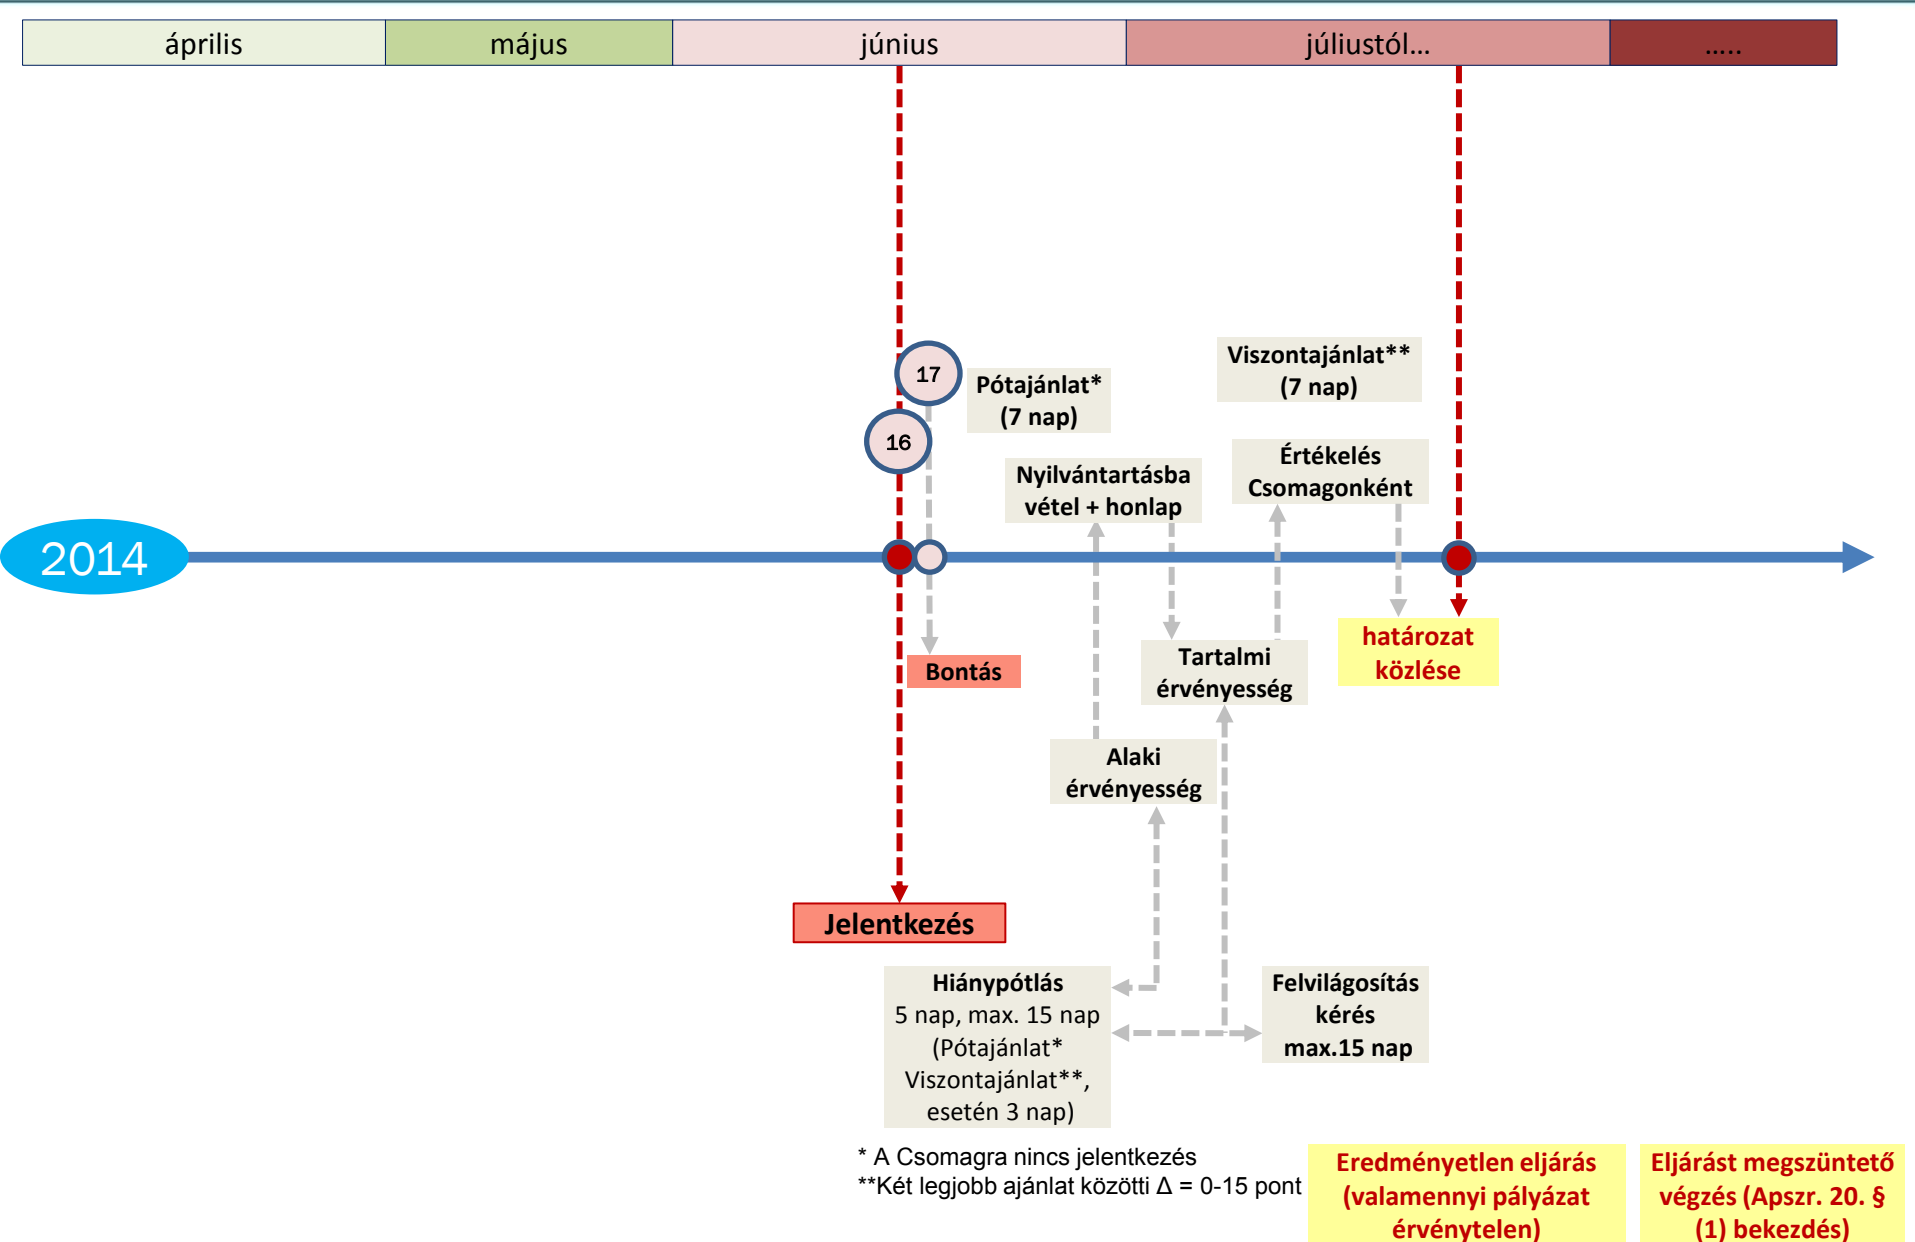 április
május
június
júliustól...
.....
17
16
Pótajánlat*
(7 nap)
Viszontajánlat**
(7 nap)
Nyilvántartásba
vétel + honlap
Értékelés
Csomagonként
2014
Bontás
Tartalmi
érvényesség
határozat
közlése
Alaki
érvényesség
Jelentkezés
Hiánypótlás
5 nap, max. 15 nap
(Pótajánlat*
Viszontajánlat**,
esetén 3 nap)
Felvilágosítás
kérés
max.15 nap
* A Csomagra nincs jelentkezés
**Két legjobb ajánlat közötti Δ = 0-15 pont
Eredménytelen eljárás
(valamennyi pályázat
érvénytelen)
Eljárást megszüntető
végzés (Apszr. 20. §
(1) bekezdés)